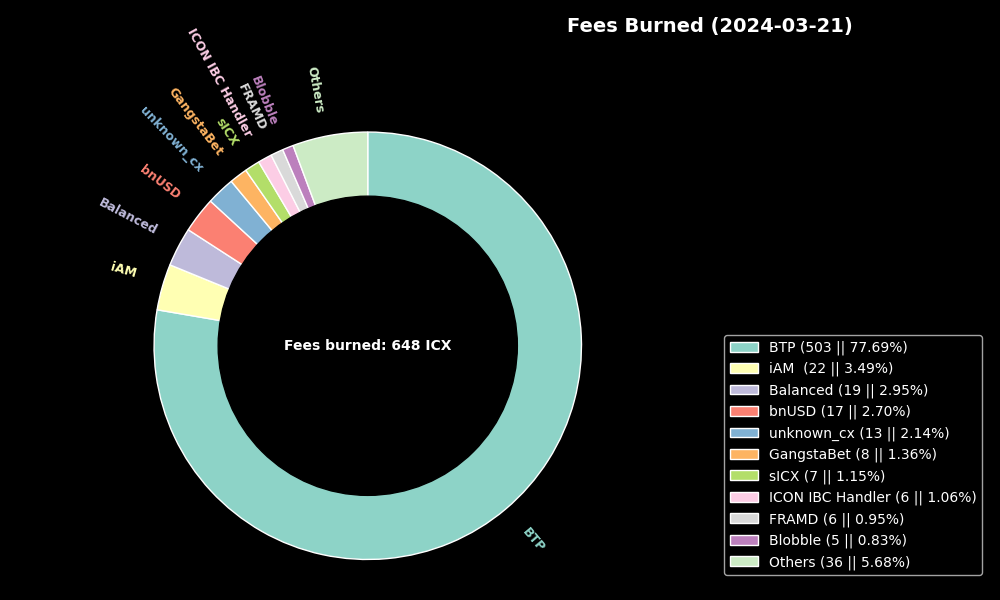 Fees Burned (2024-03-21)
Others
Blobble
FRAMD
ICON IBC Handler
sICX
GangstaBet
unknown_cx
bnUSD
Balanced
iAM
BTP
Fees burned: 648 ICX
BTP (503 || 77.69%)
iAM  (22 || 3.49%)
Balanced (19 || 2.95%)
bnUSD (17 || 2.70%)
unknown_cx (13 || 2.14%)
GangstaBet (8 || 1.36%)
sICX (7 || 1.15%)
ICON IBC Handler (6 || 1.06%)
FRAMD (6 || 0.95%)
Blobble (5 || 0.83%)
Others (36 || 5.68%)